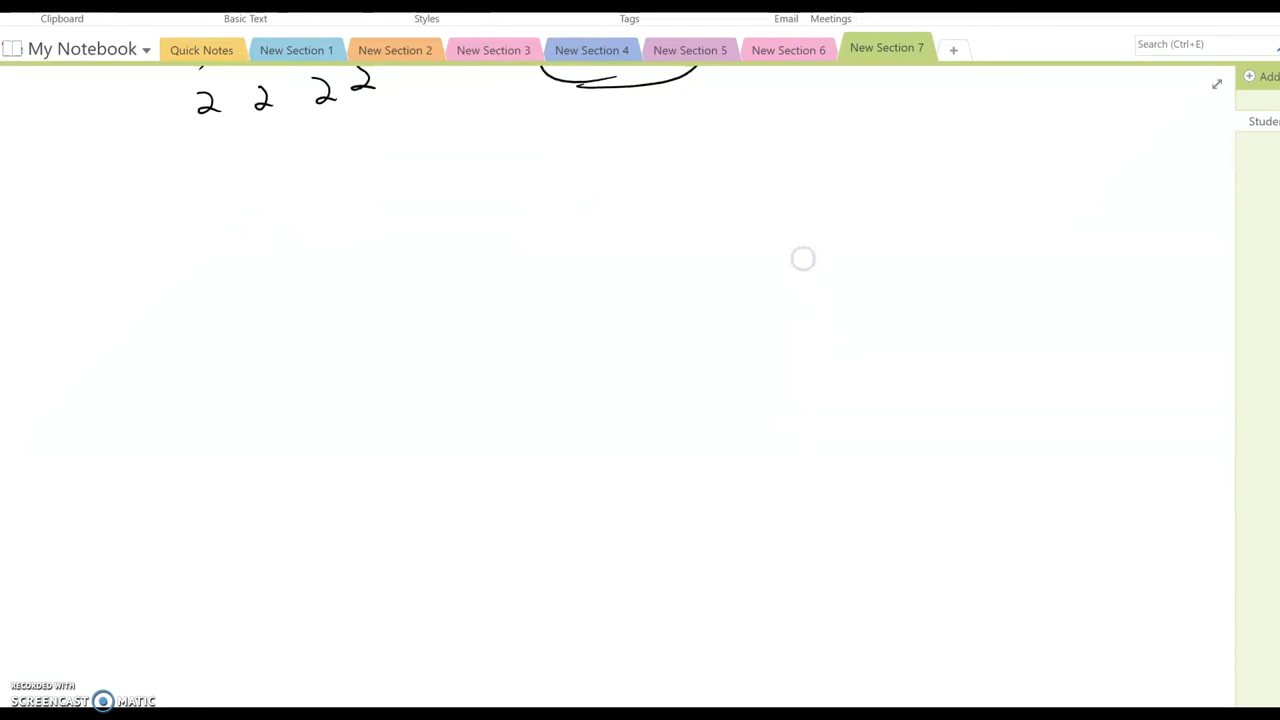 Clipboard Basic Text Styles Tags Email Meetings
My Notebook Quick Notes New Section 1 New Section 2 New Section 3 New Section 4 New Section 5 New Section 6 New Section 7 + Search (Ctrl+E)
Add
2 2 2 2
Stude
RECORDED WITH
SCREENCAST MATIC